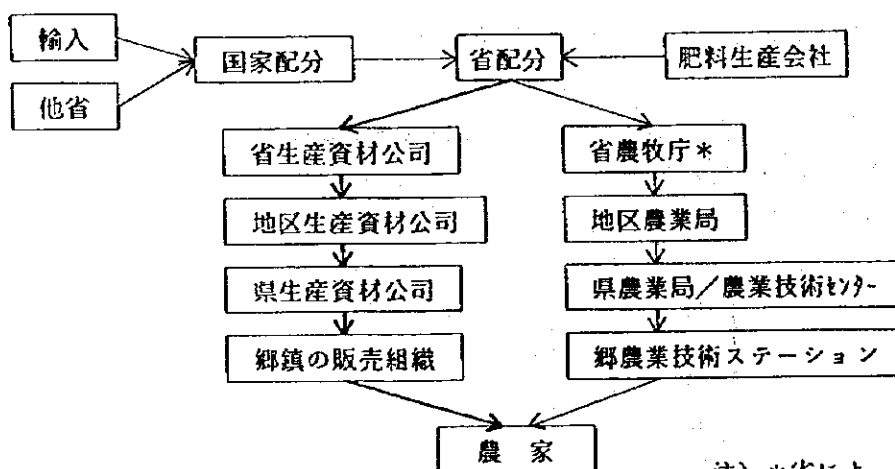 輸入
国家配分
省配分
肥料生産会社
他省
省生産資材公司
省農牧庁*
地区生産資材公司
地区農業局
県生産資材公司
県農業局／農業技術センター
郷鎮の販売組織
郷農業技術ステーション
農 家